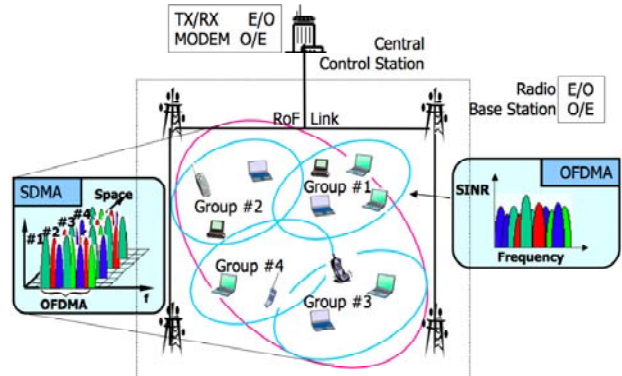 TX/RX E/O
MODEM O/E
Central
Control Station
Radio
Base Station
E/O
O/E
RoF Link
SDMA
Space
#4
#3
#2
#1
OFDMA
f
Group #1
Group #2
Group #4
Group #3
OFDMA
SINR
Frequency